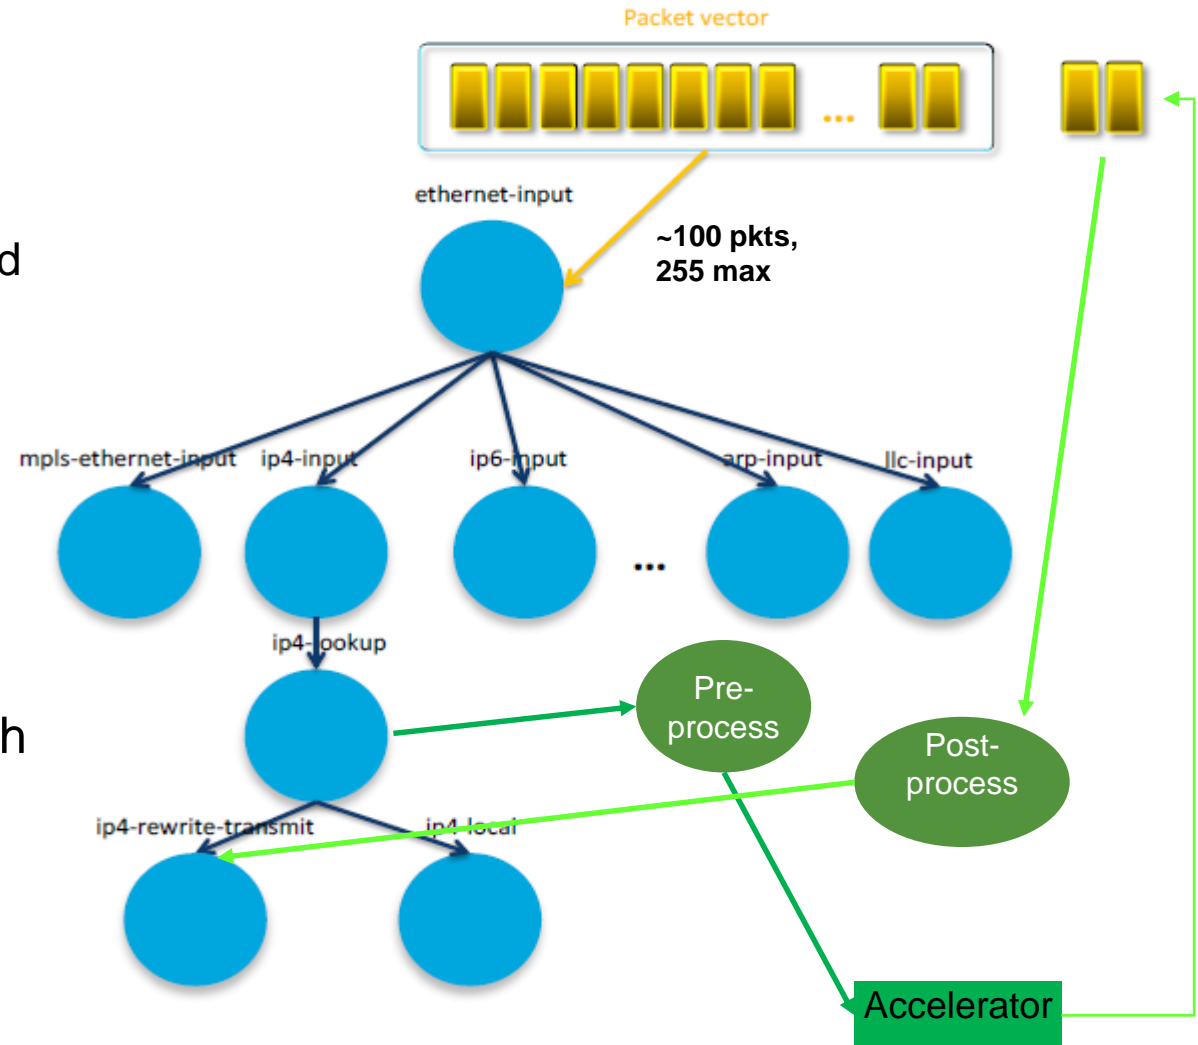 Packet vector
...
ethernet-input
~100 pkts,
255 max
d
mpls-ethernet-input
ip4-input
ip6-input
arp-input
llc-input
...
ip4-lookup
Pre-
process
h
Post-
process
ip4-rewrite-transmit
ip4-local
Accelerator